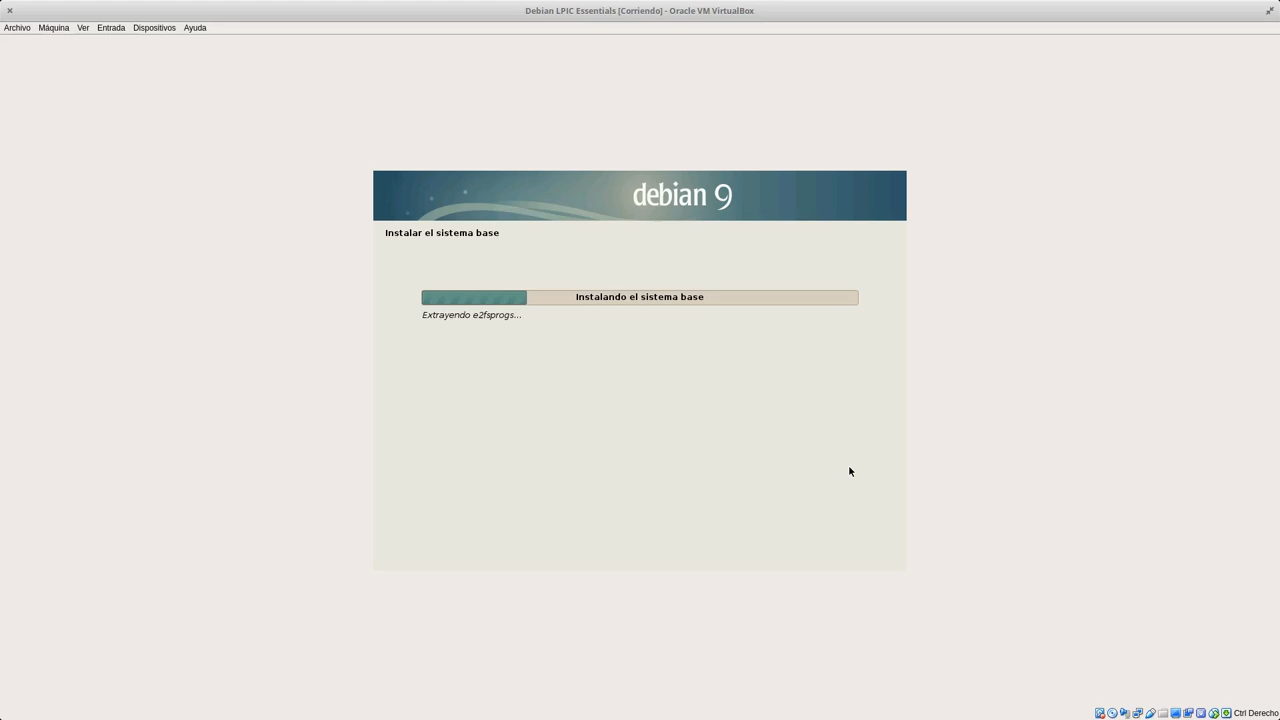 Debian LPIC Essentials [Corriendo] - Oracle VM VirtualBox
Archivo Máquina Ver Entrada Dispositivos Ayuda
debian 9
Instalar el sistema base
Instalando el sistema base
Extrayendo e2fsprogs...
Ctrl Derecho